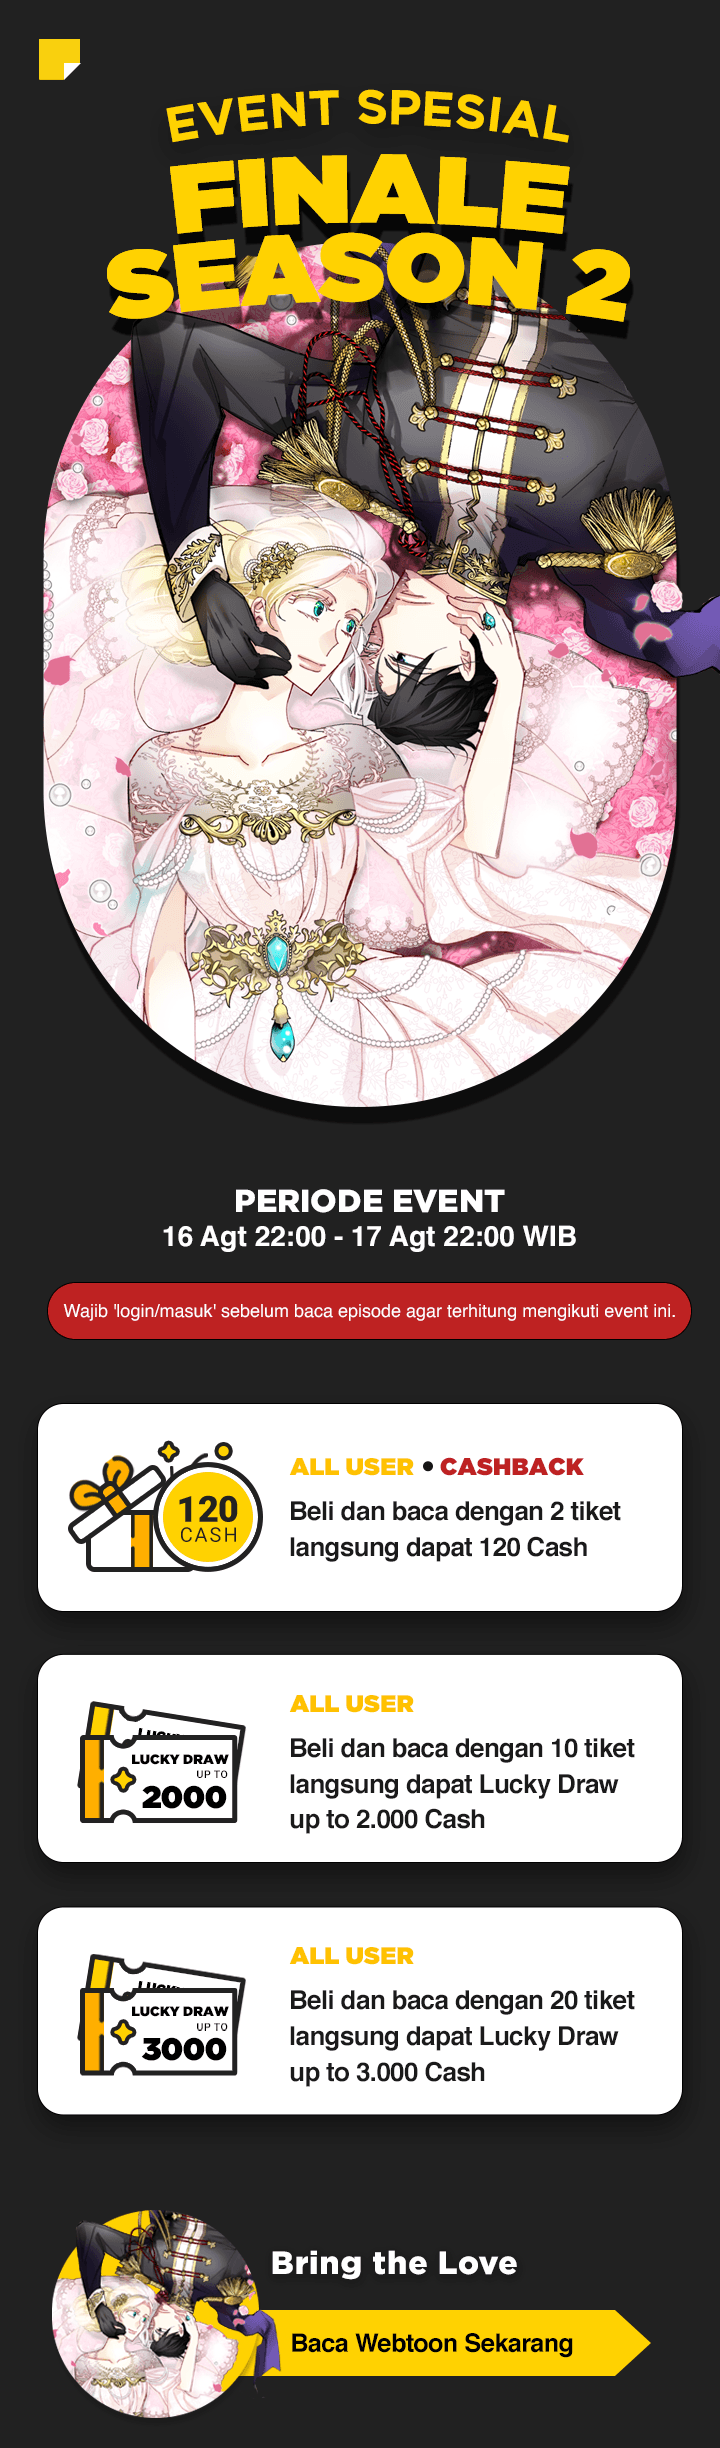 EVENT SPESIAL
FINALE
SEASON 2
PERIODE EVENT
16 Agt 22:00 - 17 Agt 22:00 WIB
Wajib 'login/masuk' sebelum baca episode agar terhitung mengikuti event ini.
120
CASH
ALL USER • CASHBACK
Beli dan baca dengan 2 tiket
langsung dapat 120 Cash
LUCKY DRAW
UP TO
2000
ALL USER
Beli dan baca dengan 10 tiket
langsung dapat Lucky Draw
up to 2.000 Cash
LUCKY DRAW
UP TO
3000
ALL USER
Beli dan baca dengan 20 tiket
langsung dapat Lucky Draw
up to 3.000 Cash
Bring the Love
Baca Webtoon Sekarang